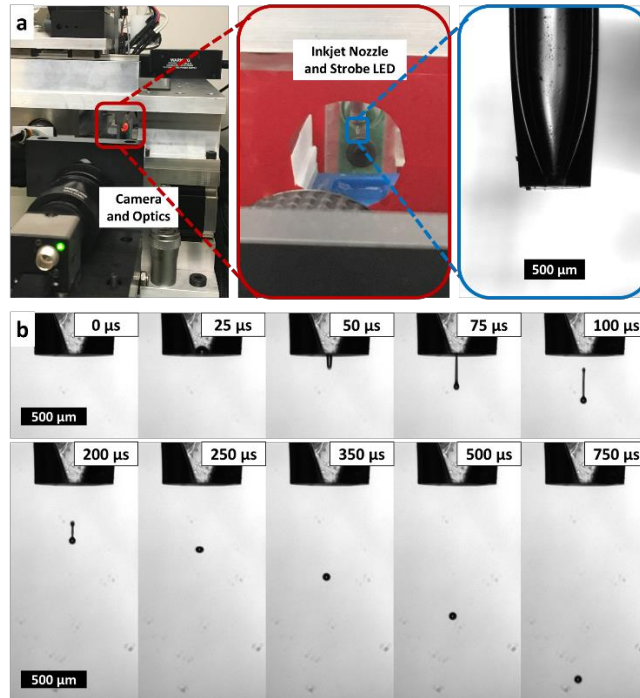 a
WARNING
Camera
and Optics
Inkjet Nozzle
and Strobe LED
500 μm
b
0 μs
25 μs
50 μs
75 μs
100 μs
500 μm
200 μs
250 μs
350 μs
500 μs
750 μs
500 μm